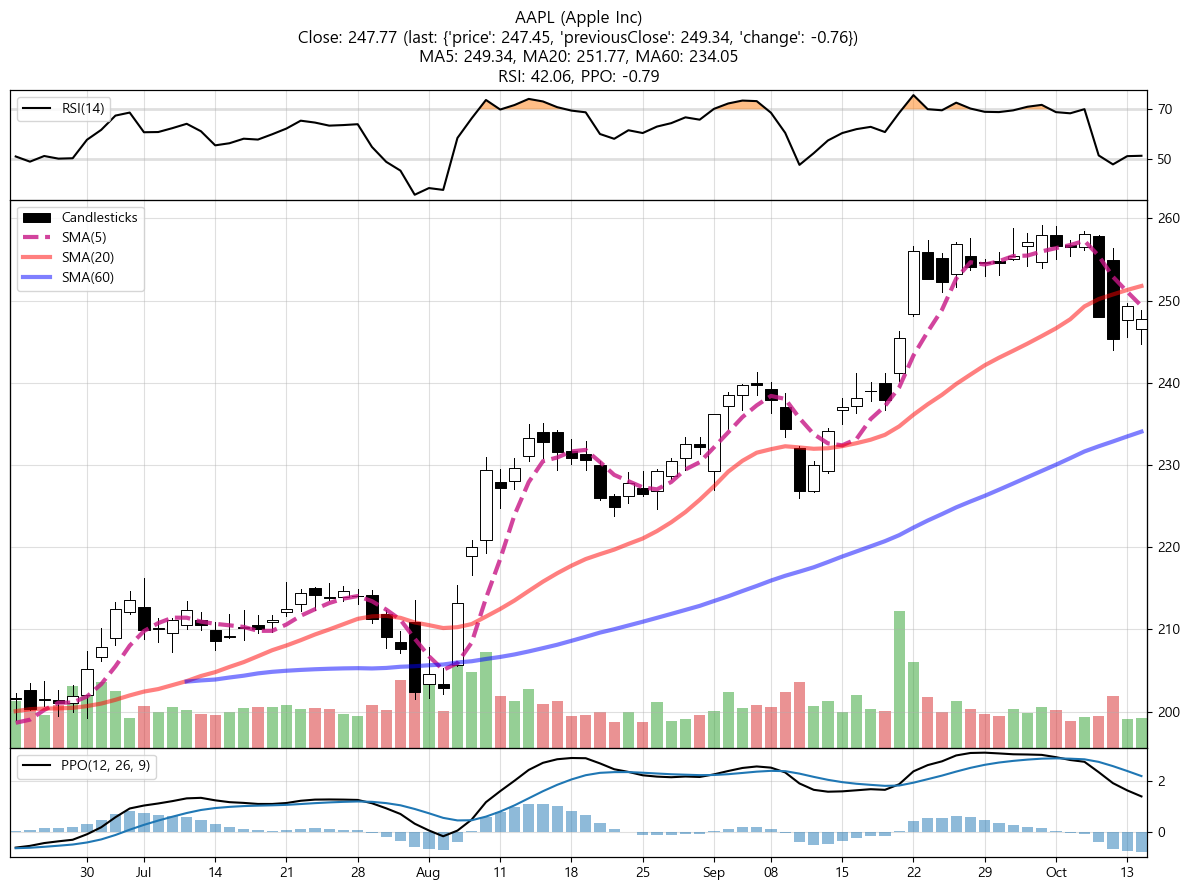 AAPL (Apple Inc)
Close: 247.77 (last: {'price': 247.45, 'previousClose': 249.34, 'change': -0.76})
MA5: 249.34, MA20: 251.77, MA60: 234.05
RSI: 42.06, PPO: -0.79
RSI(14)
70
50
Candlesticks
SMA(5)
SMA(20)
SMA(60)
260
250
240
230
220
210
200
PPO(12, 26, 9)
2
0
30 Jul 14 21 28 Aug 11 18 25 Sep 08 15 22 29 Oct 13